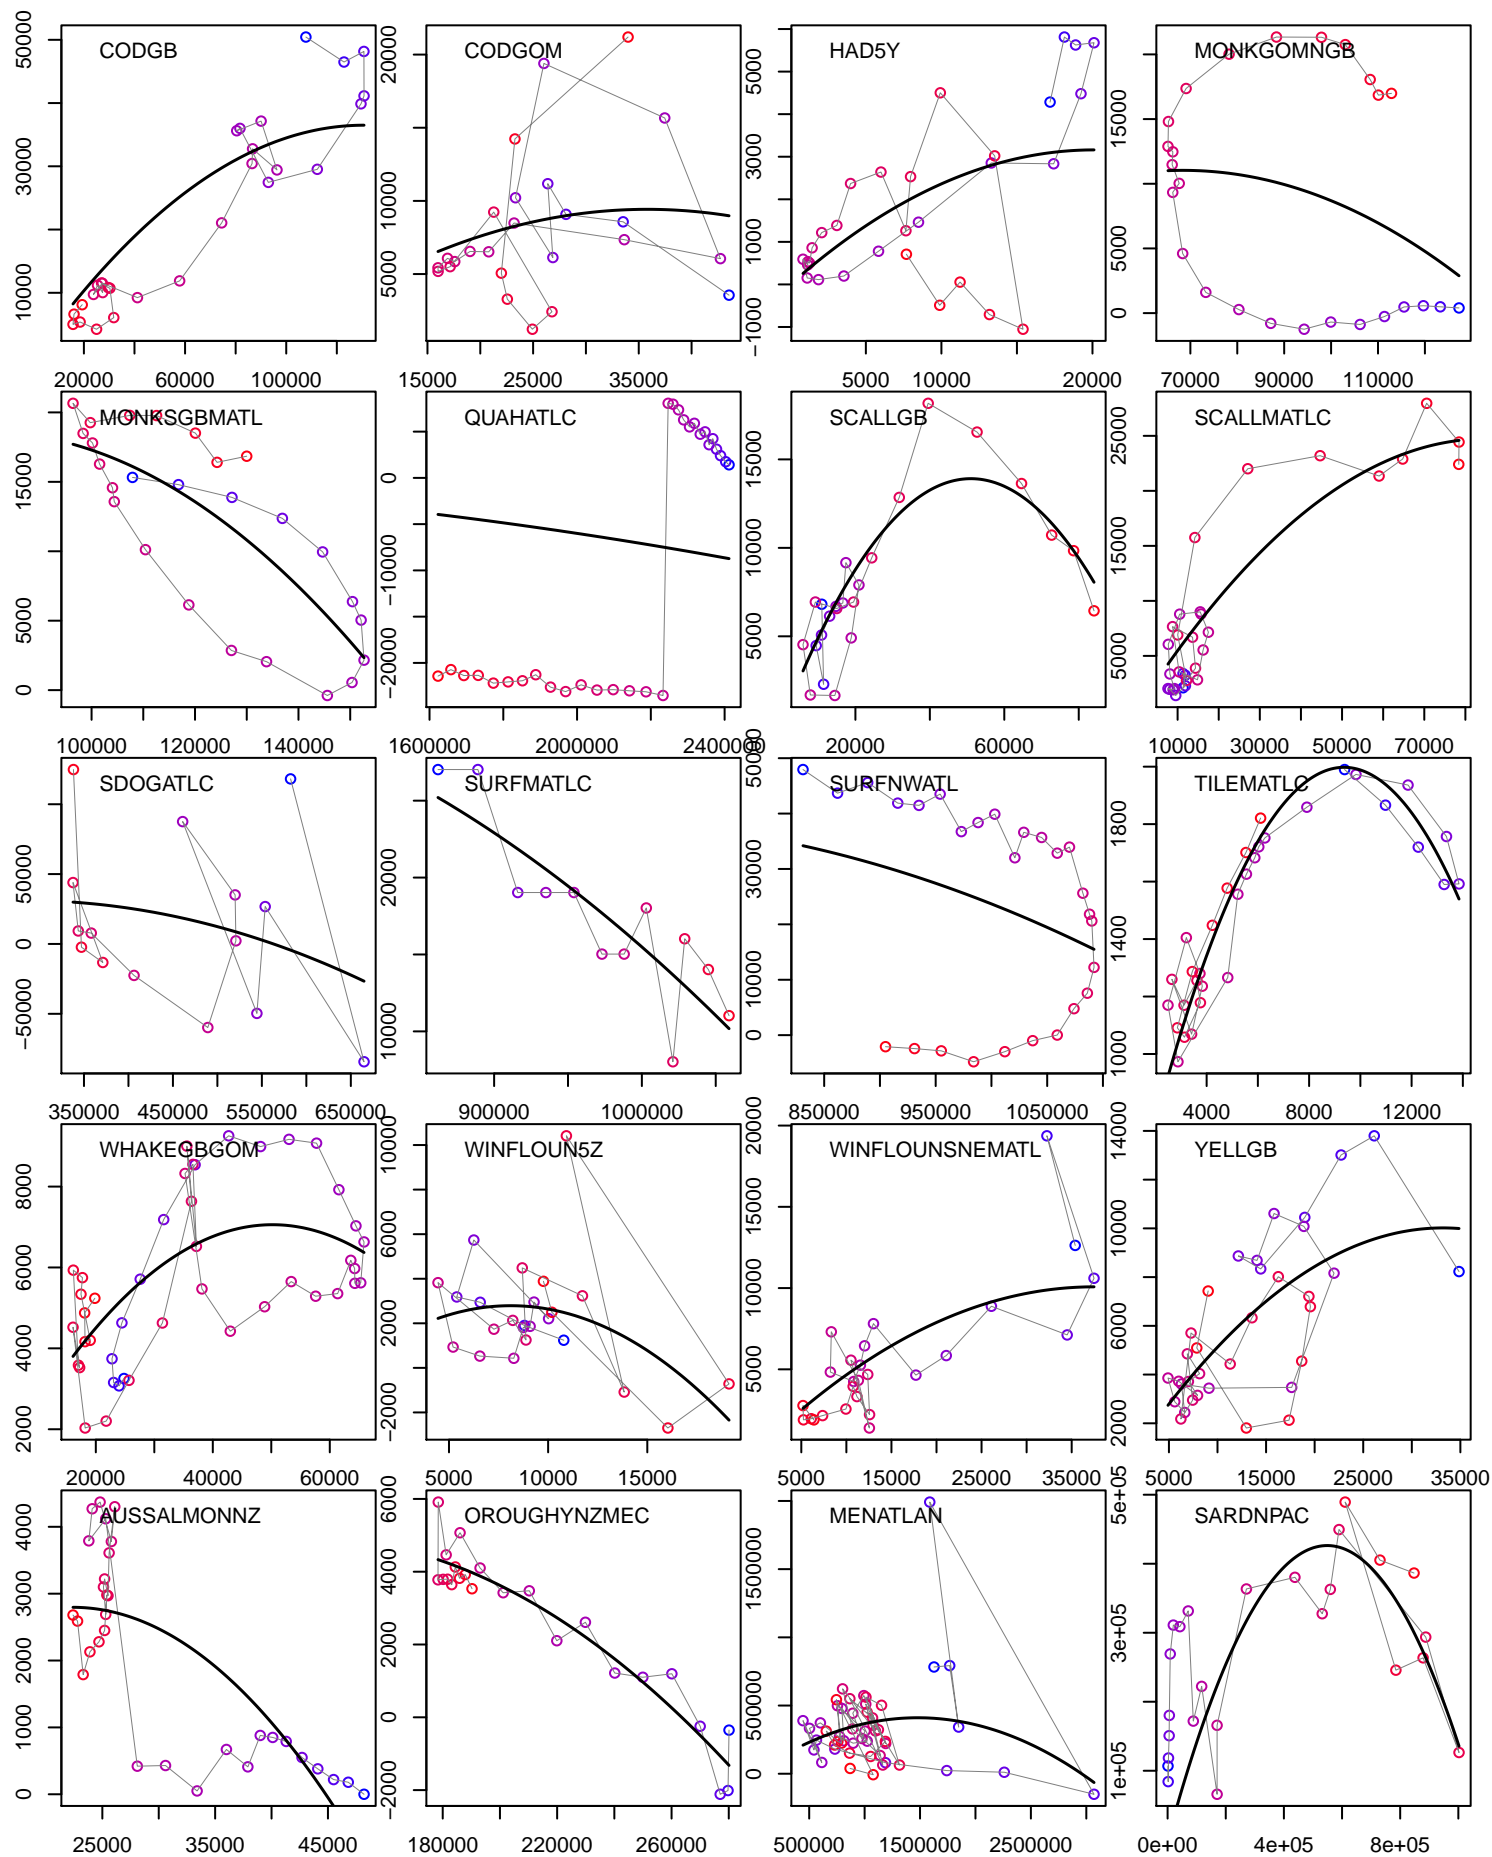 CODGB
CODGOM
HAD5Y
MONKGOMNGB
10000 30000 50000
5000 10000 20000
−1000 1000 3000 5000
0 5000 15000
20000 60000 100000
15000 25000 35000
5000 10000 20000
70000 90000 110000
MONKSGBMATL
QUAHATLC
SCALLGB
SCALLMATLC
0 5000 15000
−20000 −10000 0
5000 10000 15000
5000 15000 25000
100000 120000 140000
1600000 2000000 2400000
20000 60000
10000 30000 50000 70000
SDOGATLC
SURFMATLC
SURFNWATL
TILEMATLC
−50000 0 50000
10000 20000
0 10000 30000 50000
1000 1400 1800
350000 450000 550000 650000
9000000 10000000
8500000 9500000 10500000
4000 8000 12000
WHAKEGBGOM
WINFLOUN5Z
WINFLOUNSNEMATL
YELLGB
2000 4000 6000 8000
−2000 2000 6000 10000
5000 10000 15000 20000
2000 6000 10000 14000
20000 40000 60000
5000 10000 15000
5000 15000 25000 35000
5000 15000 25000 35000
AUSSALMONNZ
OROUGHYNZMEC
MENATLAN
SARDNPAC
0 1000 2000 3000 4000
−2000 0 2000 4000 6000
0 500000 1500000
1e+05 3e+05 5e+05
25000 35000 45000
180000 220000 260000
500000 1500000 2500000
0e+00 4e+05 8e+05